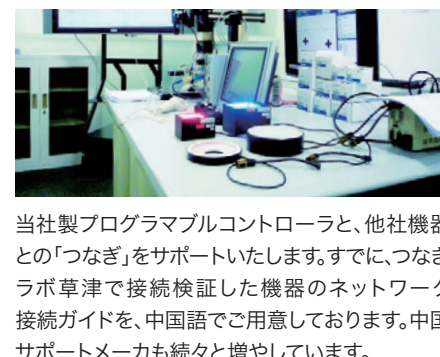 当社製プログラマブルコントローラと、他社機器
との「つなぎ」をサポートいたします。すでに、つなぎ
ラボ草津で接続検証した機器のネットワーク
接続ガイドを、中国語でご用意しております。中国
サポートメーカも続々と増やしています。